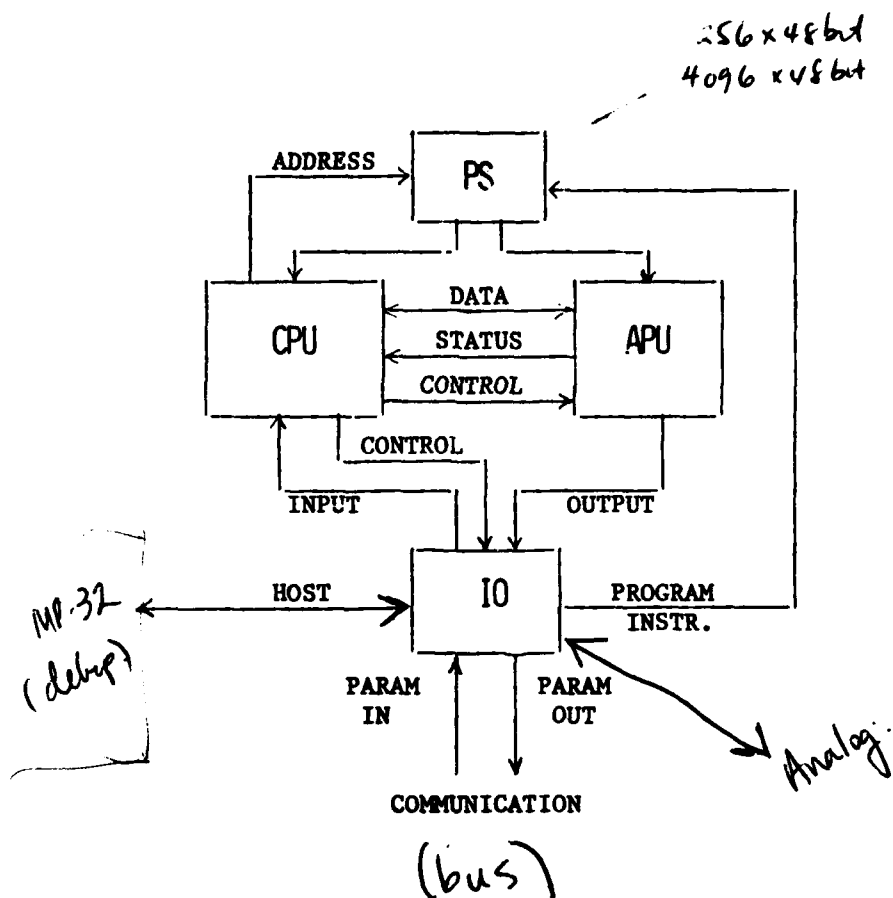 256 x 48 bit
4096 x 48 bit
ADDRESS
PS
DATA
CPU
STATUS
APU
CONTROL
CONTROL
INPUT
OUTPUT
MP-32
(debug)
HOST
IO
PROGRAM
INSTR.
PARAM
IN
PARAM
OUT
Analog.
COMMUNICATION
(bus)